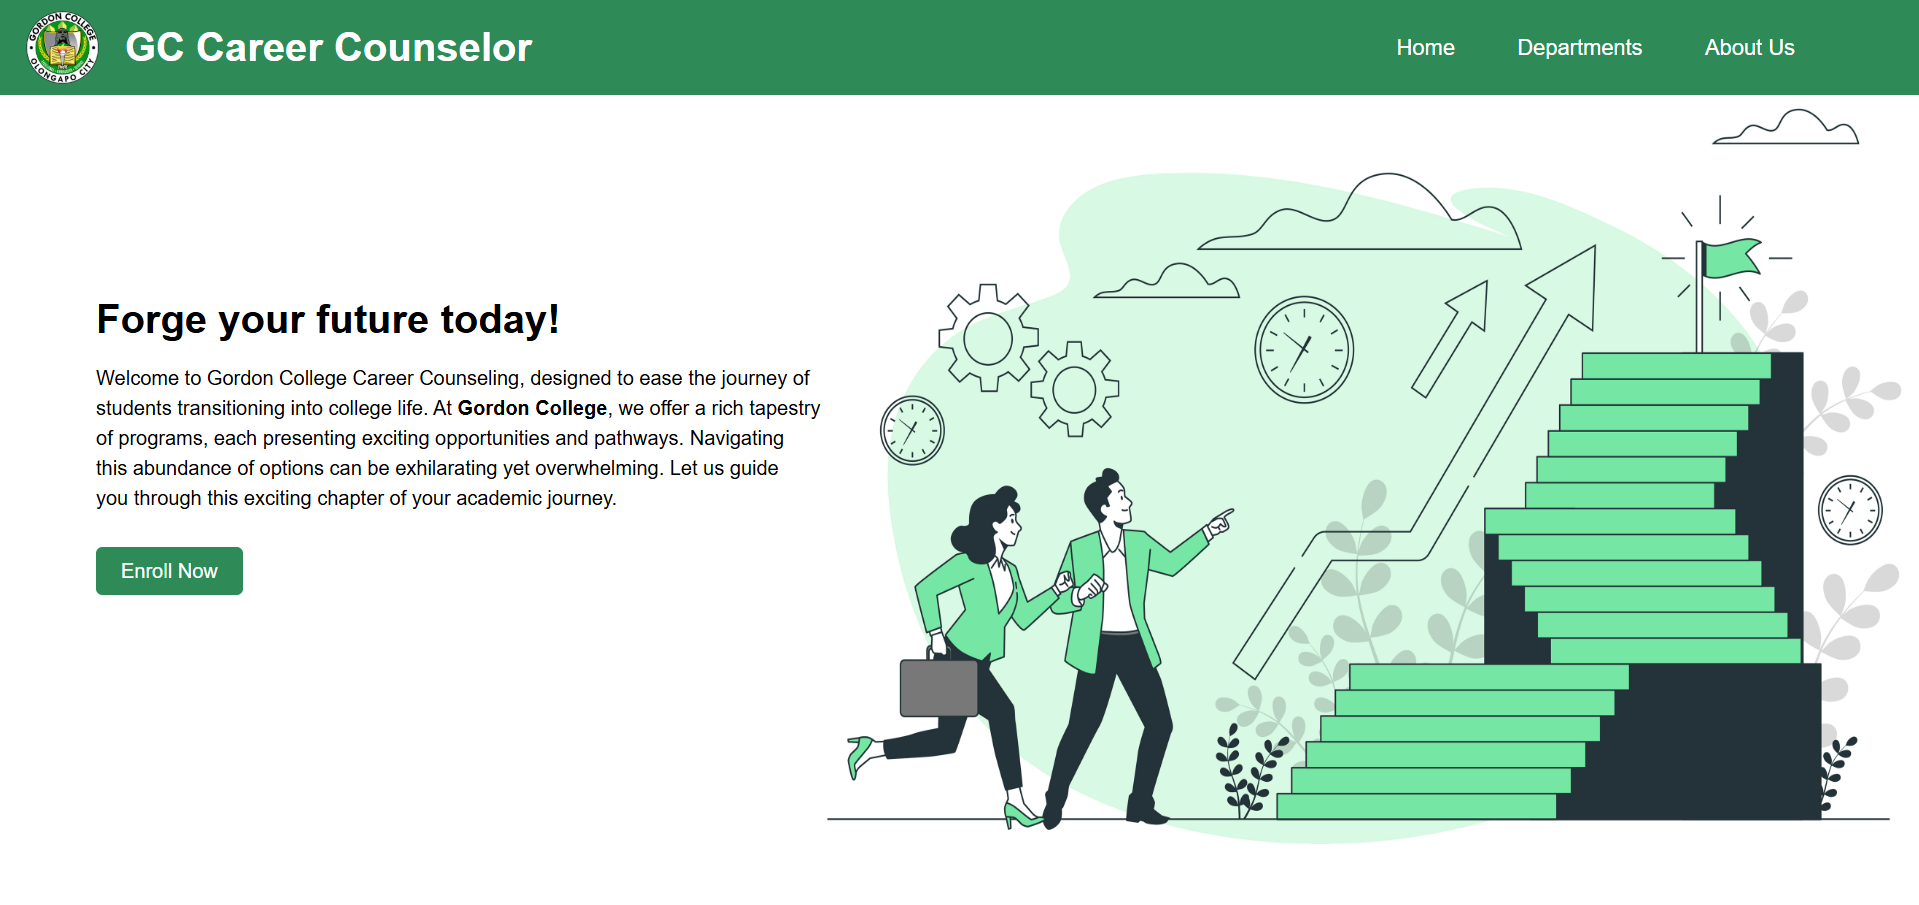 GORDON COLLEGE
OLONGAPO CITY
GC Career Counselor
Home
Departments
About Us
Forge your future today!
Welcome to Gordon College Career Counseling, designed to ease the journey of
students transitioning into college life. At Gordon College, we offer a rich tapestry
of programs, each presenting exciting opportunities and pathways. Navigating
this abundance of options can be exhilarating yet overwhelming. Let us guide
you through this exciting chapter of your academic journey.
Enroll Now